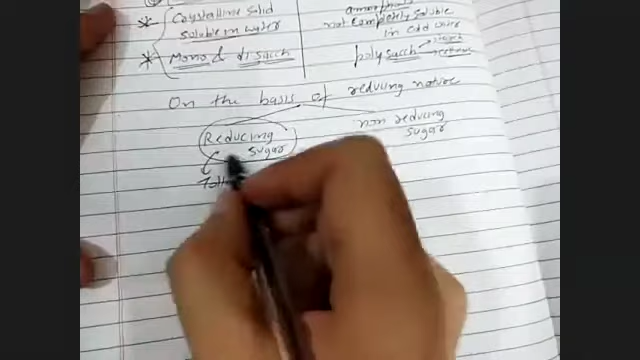 Crystalline Solid
soluble in water
Mono & disacch
amorphous
not completely soluble
in cold water
polysacch
On the basis of reducing nature
Reducing
sugar
non reducing
sugar
Toll